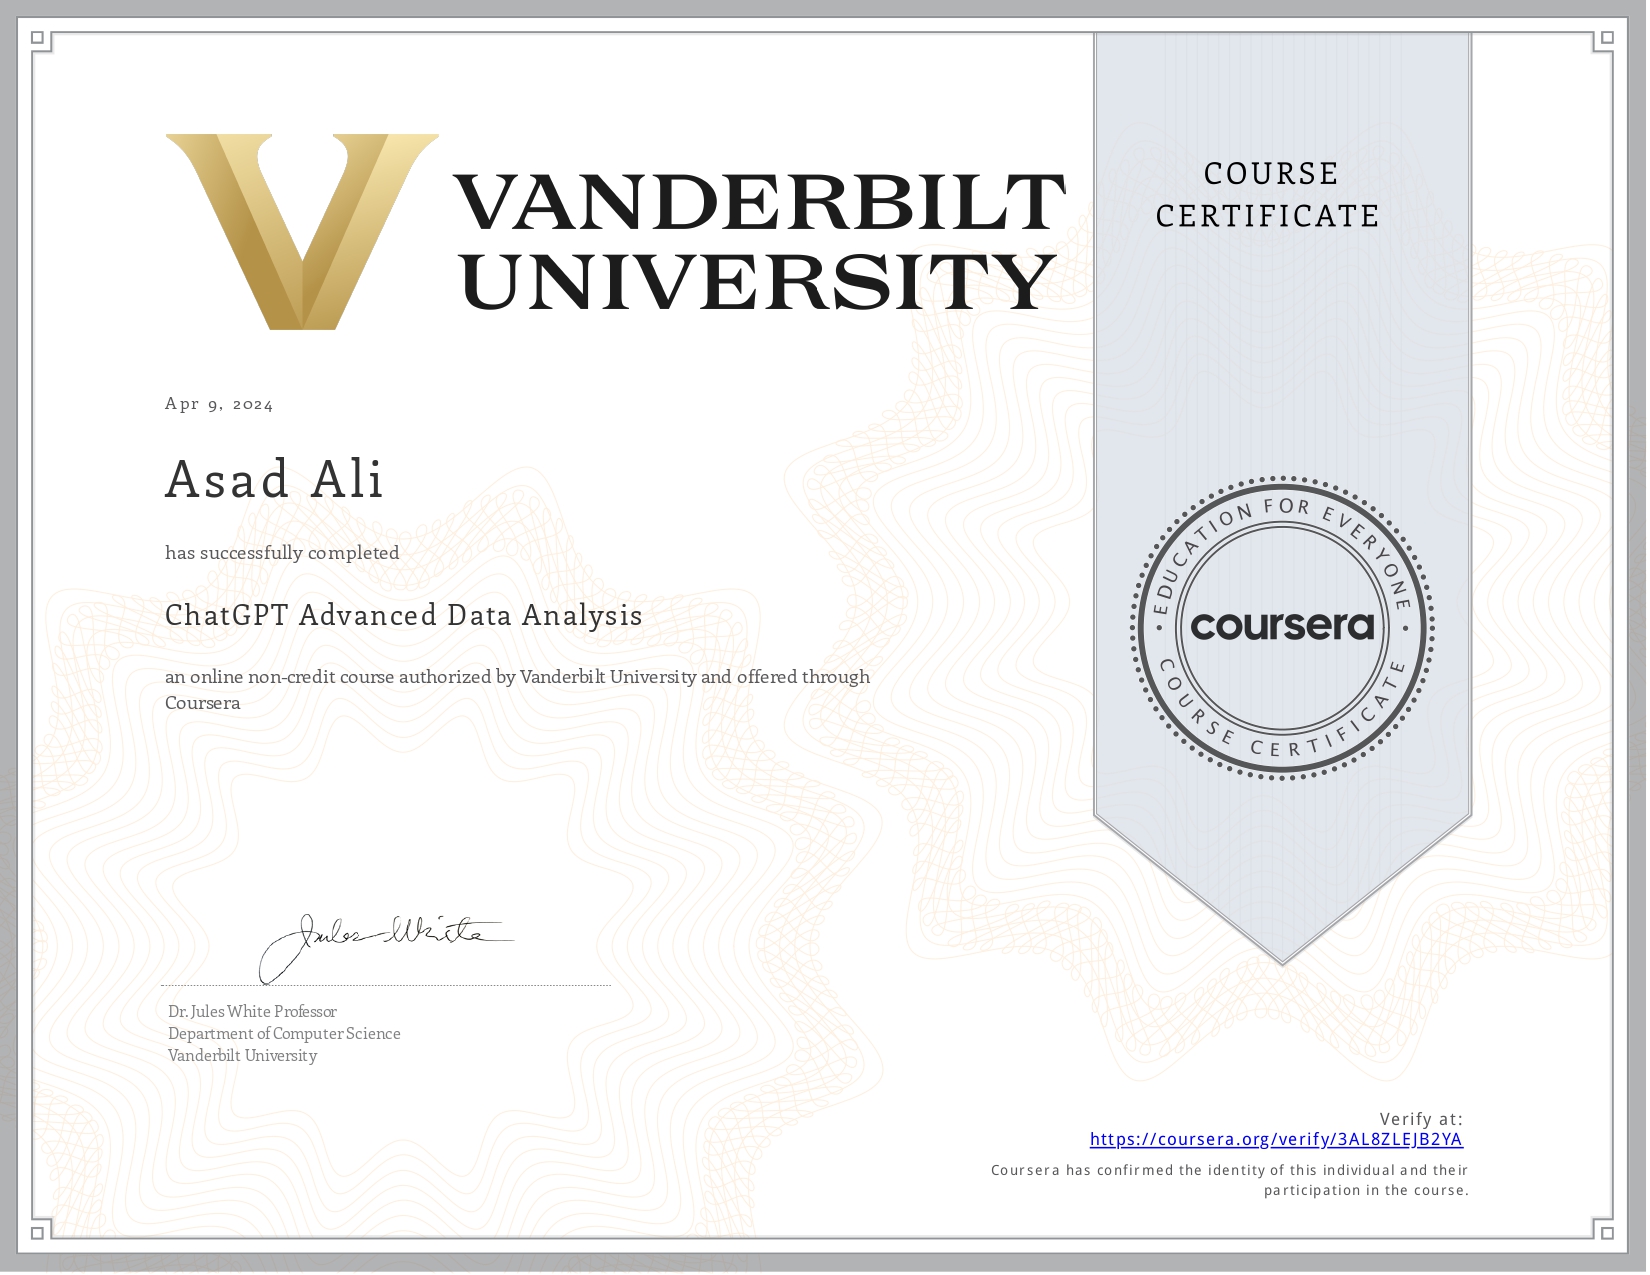 VANDERBILT
UNIVERSITY
COURSE
CERTIFICATE
Apr 9, 2024
Asad Ali
has successfully completed
ChatGPT Advanced Data Analysis
an online non-credit course authorized by Vanderbilt University and offered through
Coursera
EDUCATION FOR EVERYONE
coursera
COURSE CERTIFICATE
Jules White
Dr. Jules White Professor
Department of Computer Science
Vanderbilt University
Verify at:
https://coursera.org/verify/3AL8ZLEJB2YA
Coursera has confirmed the identity of this individual and their
participation in the course.